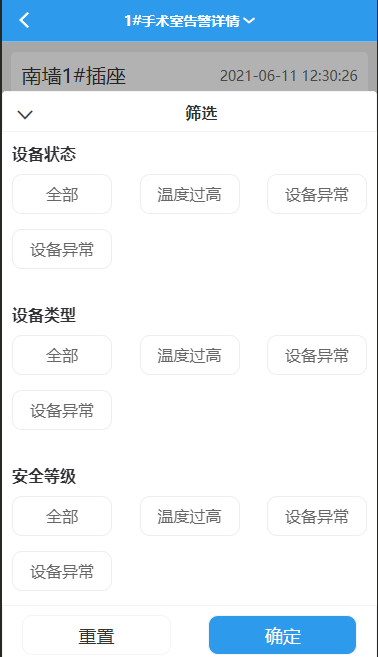 1#手术室告警详情
南墙1#插座 2021-06-11 12:30:26
筛选
设备状态
全部 温度过高 设备异常
设备异常
设备类型
全部 温度过高 设备异常
设备异常
安全等级
全部 温度过高 设备异常
设备异常
重置 确定